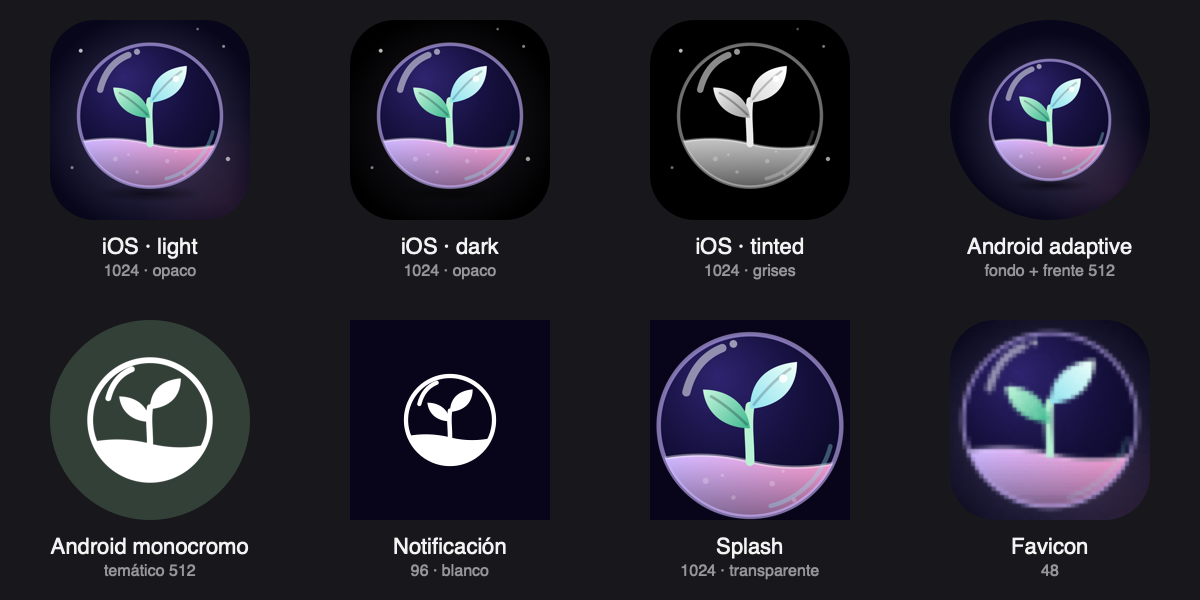 iOS · light
1024 · opaco
iOS · dark
1024 · opaco
iOS · tinted
1024 · grises
Android adaptive
fondo + frente 512
Android monocromo
temático 512
Notificación
96 · blanco
Splash
1024 · transparente
Favicon
48